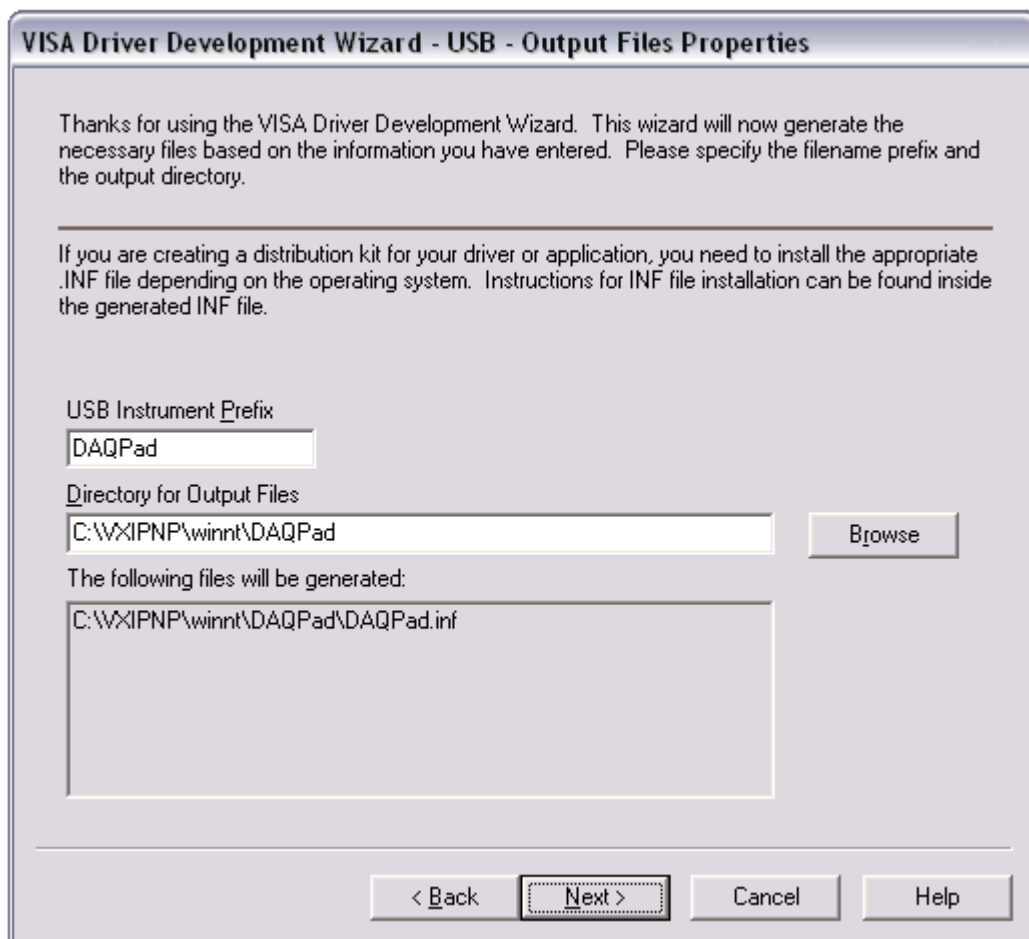 VISA Driver Development Wizard - USB - Output Files Properties
Thanks for using the VISA Driver Development Wizard. This wizard will now generate the
necessary files based on the information you have entered. Please specify the filename prefix and
the output directory.
If you are creating a distribution kit for your driver or application, you need to install the appropriate
.INF file depending on the operating system. Instructions for INF file installation can be found inside
the generated INF file.
USB Instrument Prefix
DAQPad
Directory for Output Files
C:\VXIPNP\winnt\DAQPad
Browse
The following files will be generated:
C:\VXIPNP\winnt\DAQPad\DAQPad.inf
< Back
Next >
Cancel
Help